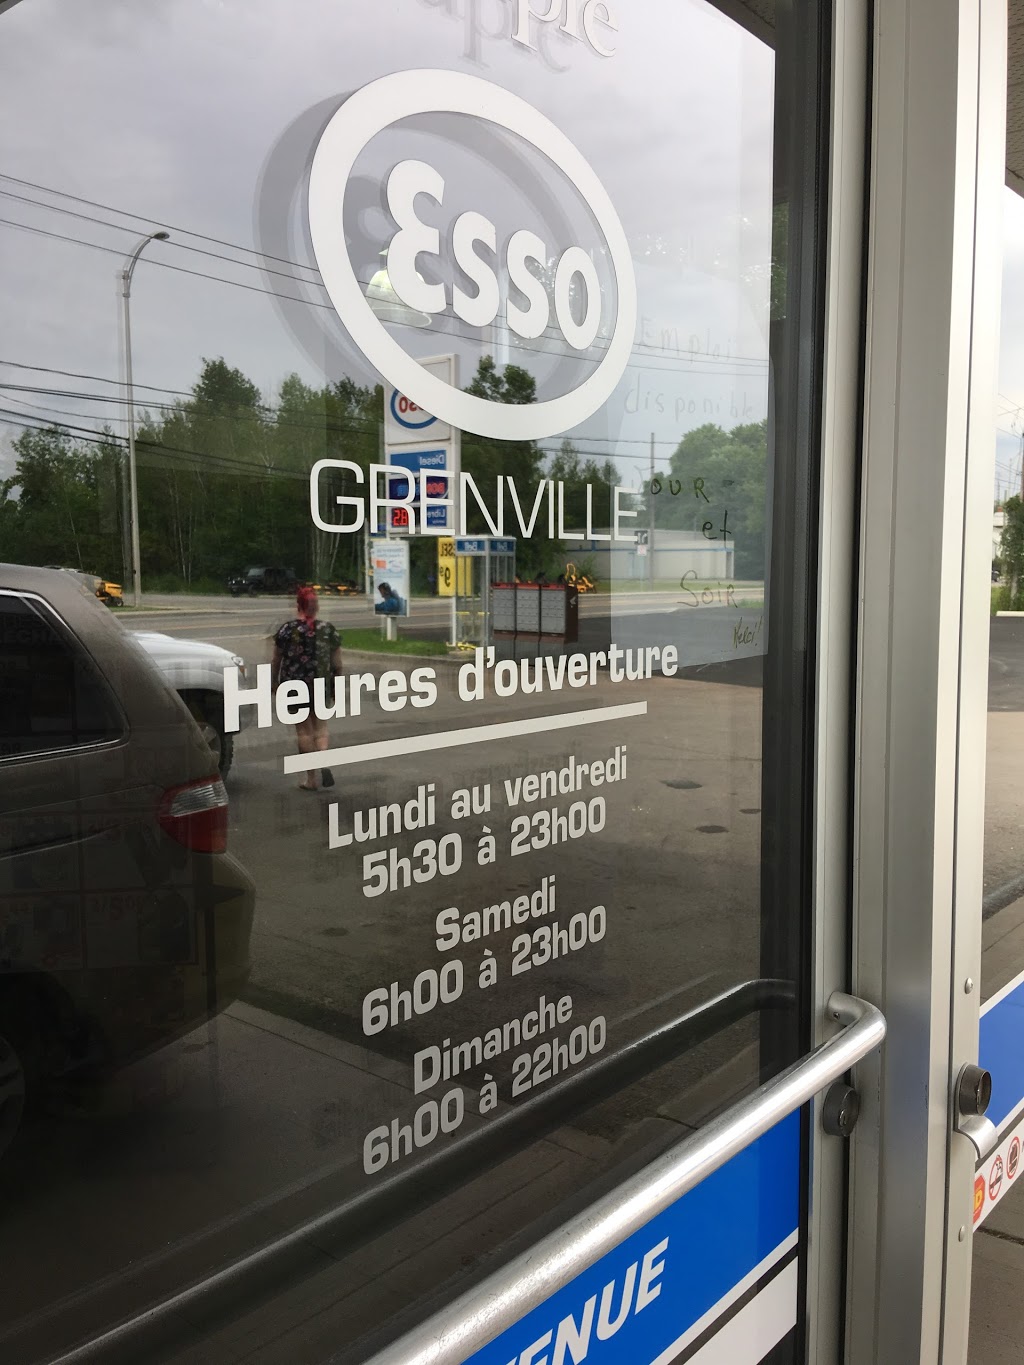 Esso
GRENVILLE
Emploi
disponible
JOUR
et
Soir
Merci!
Heures d'ouverture
Lundi au vendredi
5h30 à 23h00
Samedi
6h00 à 23h00
Dimanche
6h00 à 22h00
Diesel